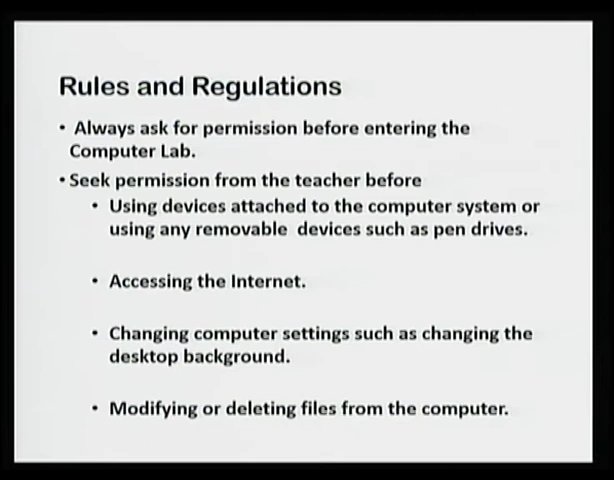 Rules and Regulations
• Always ask for permission before entering the
Computer Lab.
• Seek permission from the teacher before
• Using devices attached to the computer system or
using any removable devices such as pen drives.
• Accessing the Internet.
• Changing computer settings such as changing the
desktop background.
• Modifying or deleting files from the computer.